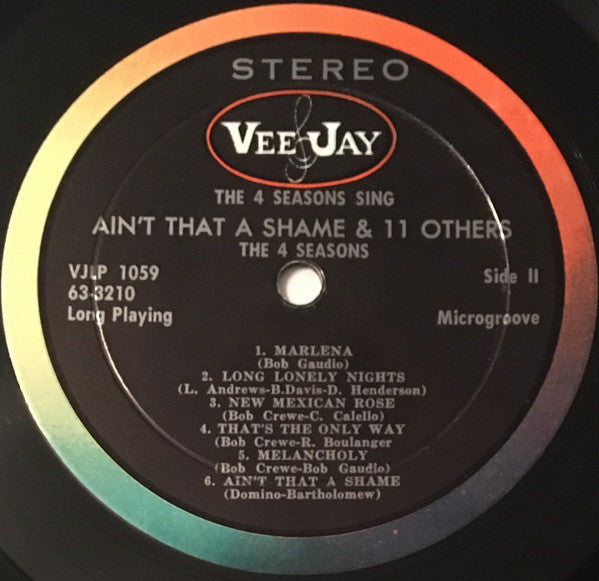 STEREO
VEE JAY
THE 4 SEASONS SING
AIN'T THAT A SHAME & 11 OTHERS
THE 4 SEASONS
VJLP 1059
63-3210
Long Playing
Side II
Microgroove
1. MARLENA
(Bob Gaudio)
2. LONG LONELY NIGHTS
(L. Andrews-B.Davis-D. Henderson)
3. NEW MEXICAN ROSE
(Bob Crewe-C. Calello)
4. THAT'S THE ONLY WAY
(Bob Crewe-R. Boulanger
5. MELANCHOLY
(Bob Crewe-Bob Gaudio)
6. AIN'T THAT A SHAME
(Domino-Bartholomew)